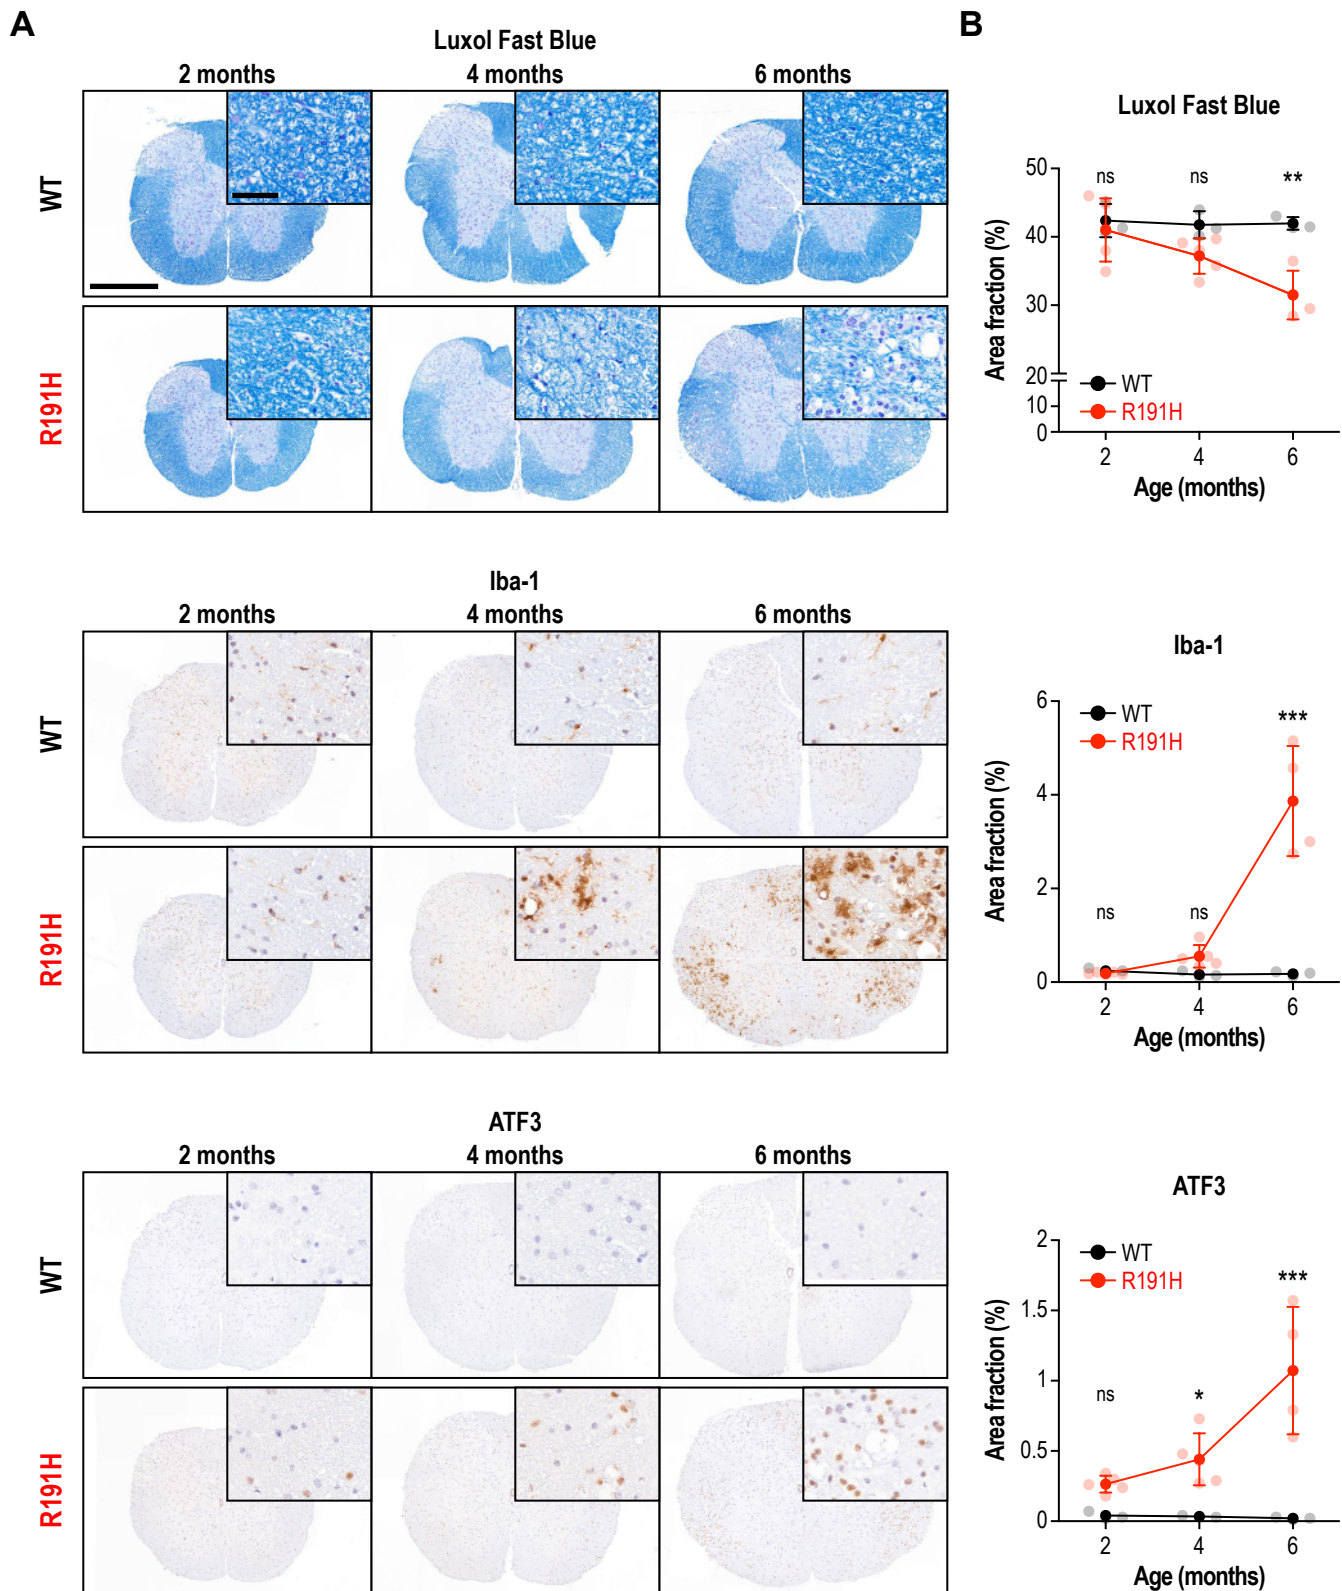 A
B
Luxol Fast Blue
2 months 4 months 6 months
WT
R191H
Luxol Fast Blue
Area fraction (%)
50
40
30
20
20
10
0
ns ns **
WT
R191H
2 4 6
Age (months)
Iba-1
2 months 4 months 6 months
WT
R191H
Iba-1
Area fraction (%)
6
4
2
0
WT
R191H
ns ns ***
2 4 6
Age (months)
ATF3
2 months 4 months 6 months
WT
R191H
ATF3
Area fraction (%)
2
1.5
1
0.5
0
WT
R191H
ns * ***
2 4 6
Age (months)